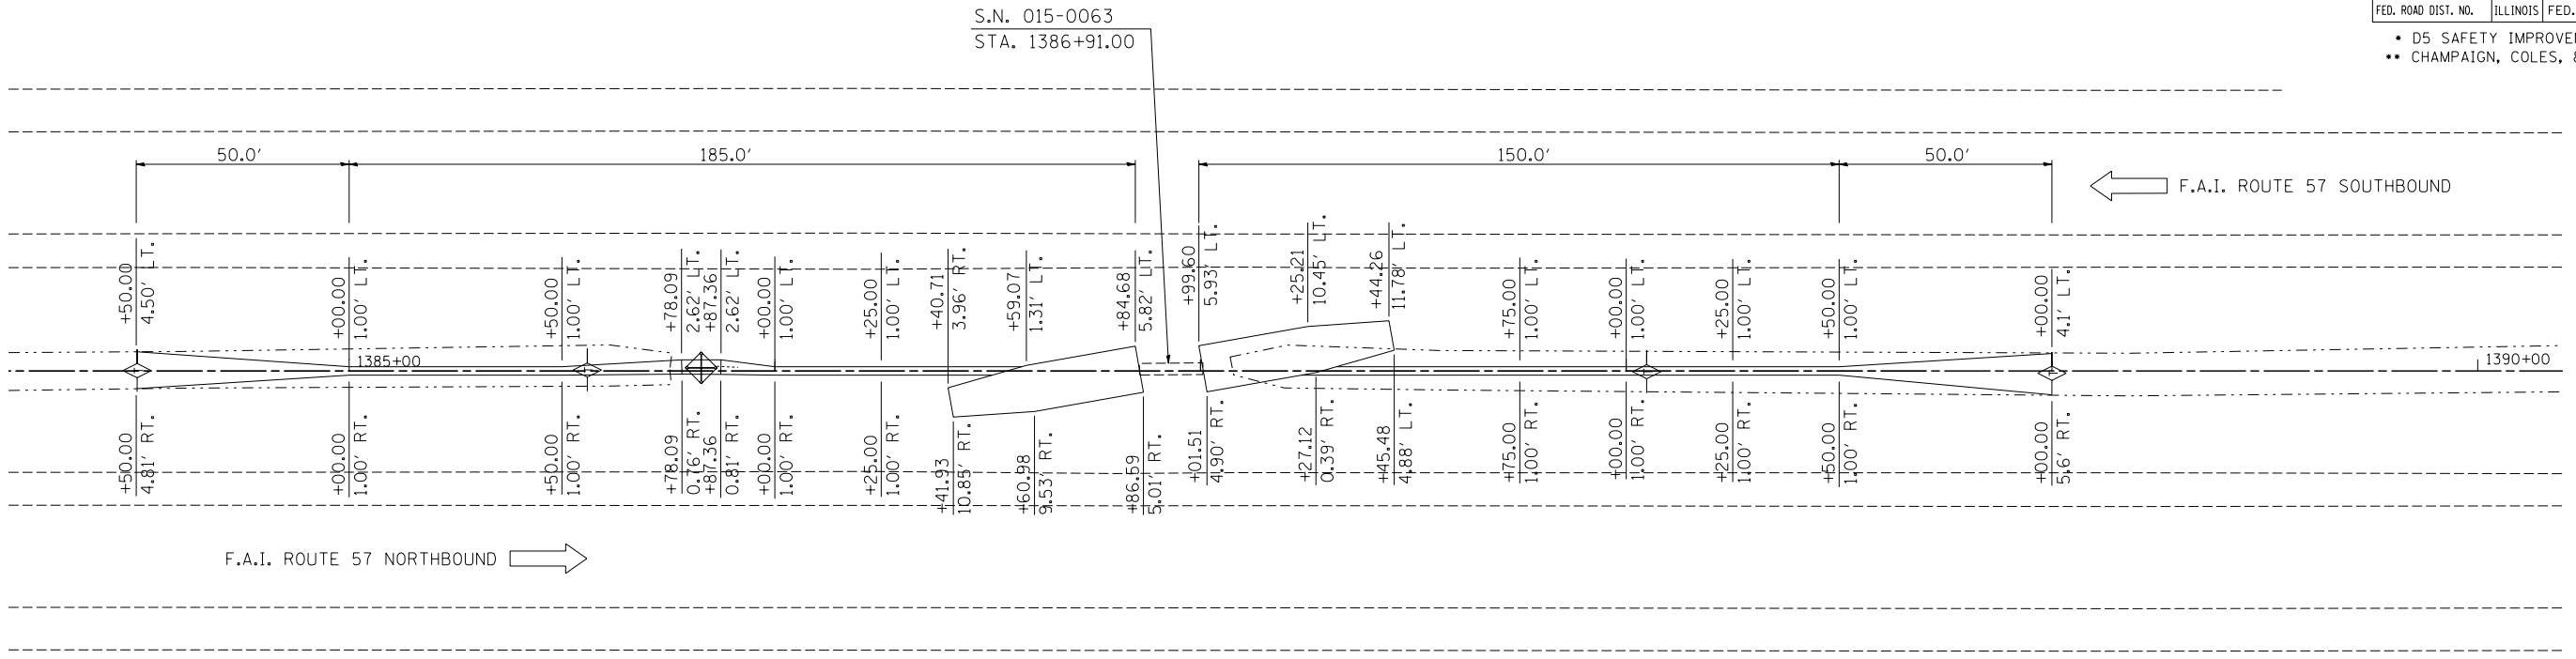 S.N. 015-0063
STA. 1386+91.00
FED. ROAD DIST. NO. ILLINOIS FED.
* D5 SAFETY IMPROVE
** CHAMPAIGN, COLES, &
50.0'
185.0'
150.0'
50.0'
F.A.I. ROUTE 57 SOUTHBOUND
+50.00
4.50' LT.
+00.00
1.00' LT.
+50.00
1.00' LT.
+78.09
2.62' LT.
+87.36
2.62' LT.
+00.00
1.00' LT.
+25.00
1.00' LT.
+40.71
3.96' RT.
+59.07
1.31' LT.
+84.68
5.82' LT.
+99.60
5.93' LT.
+25.21
10.45' LT.
+44.26
11.78' LT.
+75.00
1.00' LT.
+00.00
1.00' LT.
+25.00
1.00' LT.
+50.00
1.00' LT.
+00.00
4.1' LT.
1385+00
1390+00
+50.00
4.81' RT.
+00.00
1.00' RT.
+50.00
1.00' RT.
+78.09
0.76' RT.
+87.36
0.81' RT.
+00.00
1.00' RT.
+25.00
1.00' RT.
+41.93
10.85' RT.
+60.98
9.53' RT.
+86.59
5.01' RT.
+01.51
4.90' RT.
+27.12
0.39' RT.
+45.48
4.88' LT.
+75.00
1.00' RT.
+00.00
1.00' RT.
+25.00
1.00' RT.
+50.00
1.00' RT.
+00.00
5.6' RT.
F.A.I. ROUTE 57 NORTHBOUND